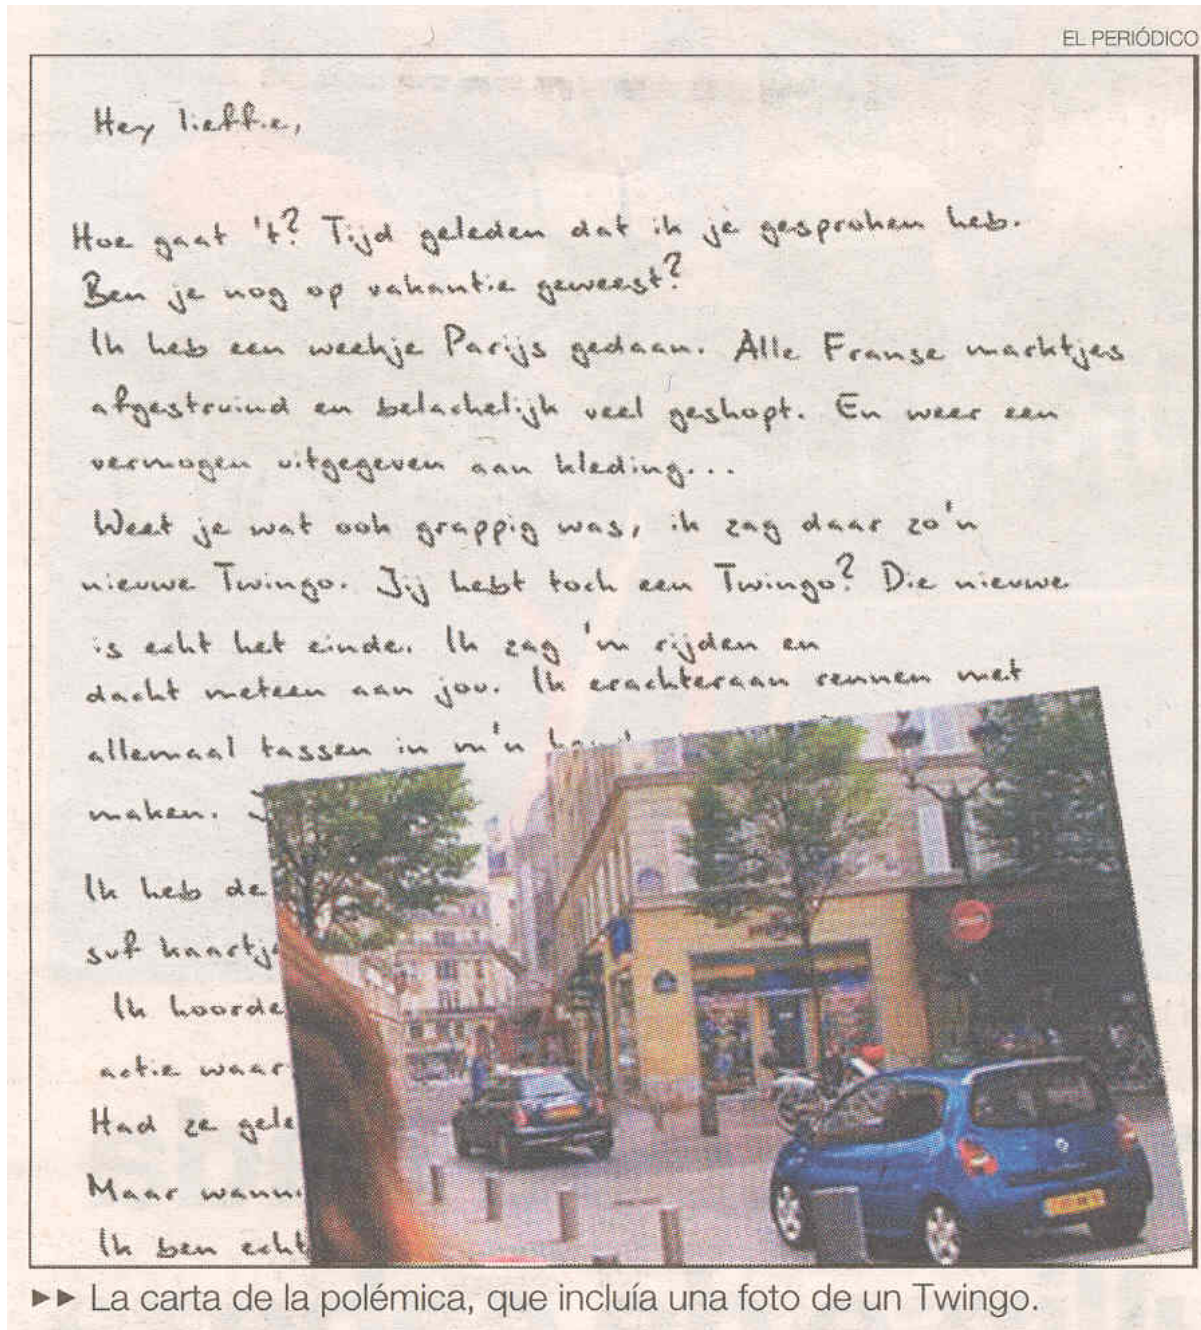 EL PERIÓDICO
Hey lieffie,
Hoe gaat 't? Tijd geleden dat ik je gesproken heb.
Ben je nog op vakantie geweest?
Ik heb een weekje Parijs gedaan. Alle Franse marktjes
afgestruind en belachelijk veel geshopt. En weer een
vermogen uitgegeven aan kleding...
Weet je wat ook grappig was, ik zag daar zo'n
nieuwe Twingo. Jij hebt toch een Twingo? Die nieuwe
is echt het einde. Ik zag 'm rijden en
dacht meteen aan jou. Ik erachteraan rennen met
allemaal tassen in m'n
maken.
Ik heb de
suf kaartje
Ik hoorde
actie waar
Had ze gele
Maar wanne
Ik ben echt
►► La carta de la polémica, que incluía una foto de un Twingo.